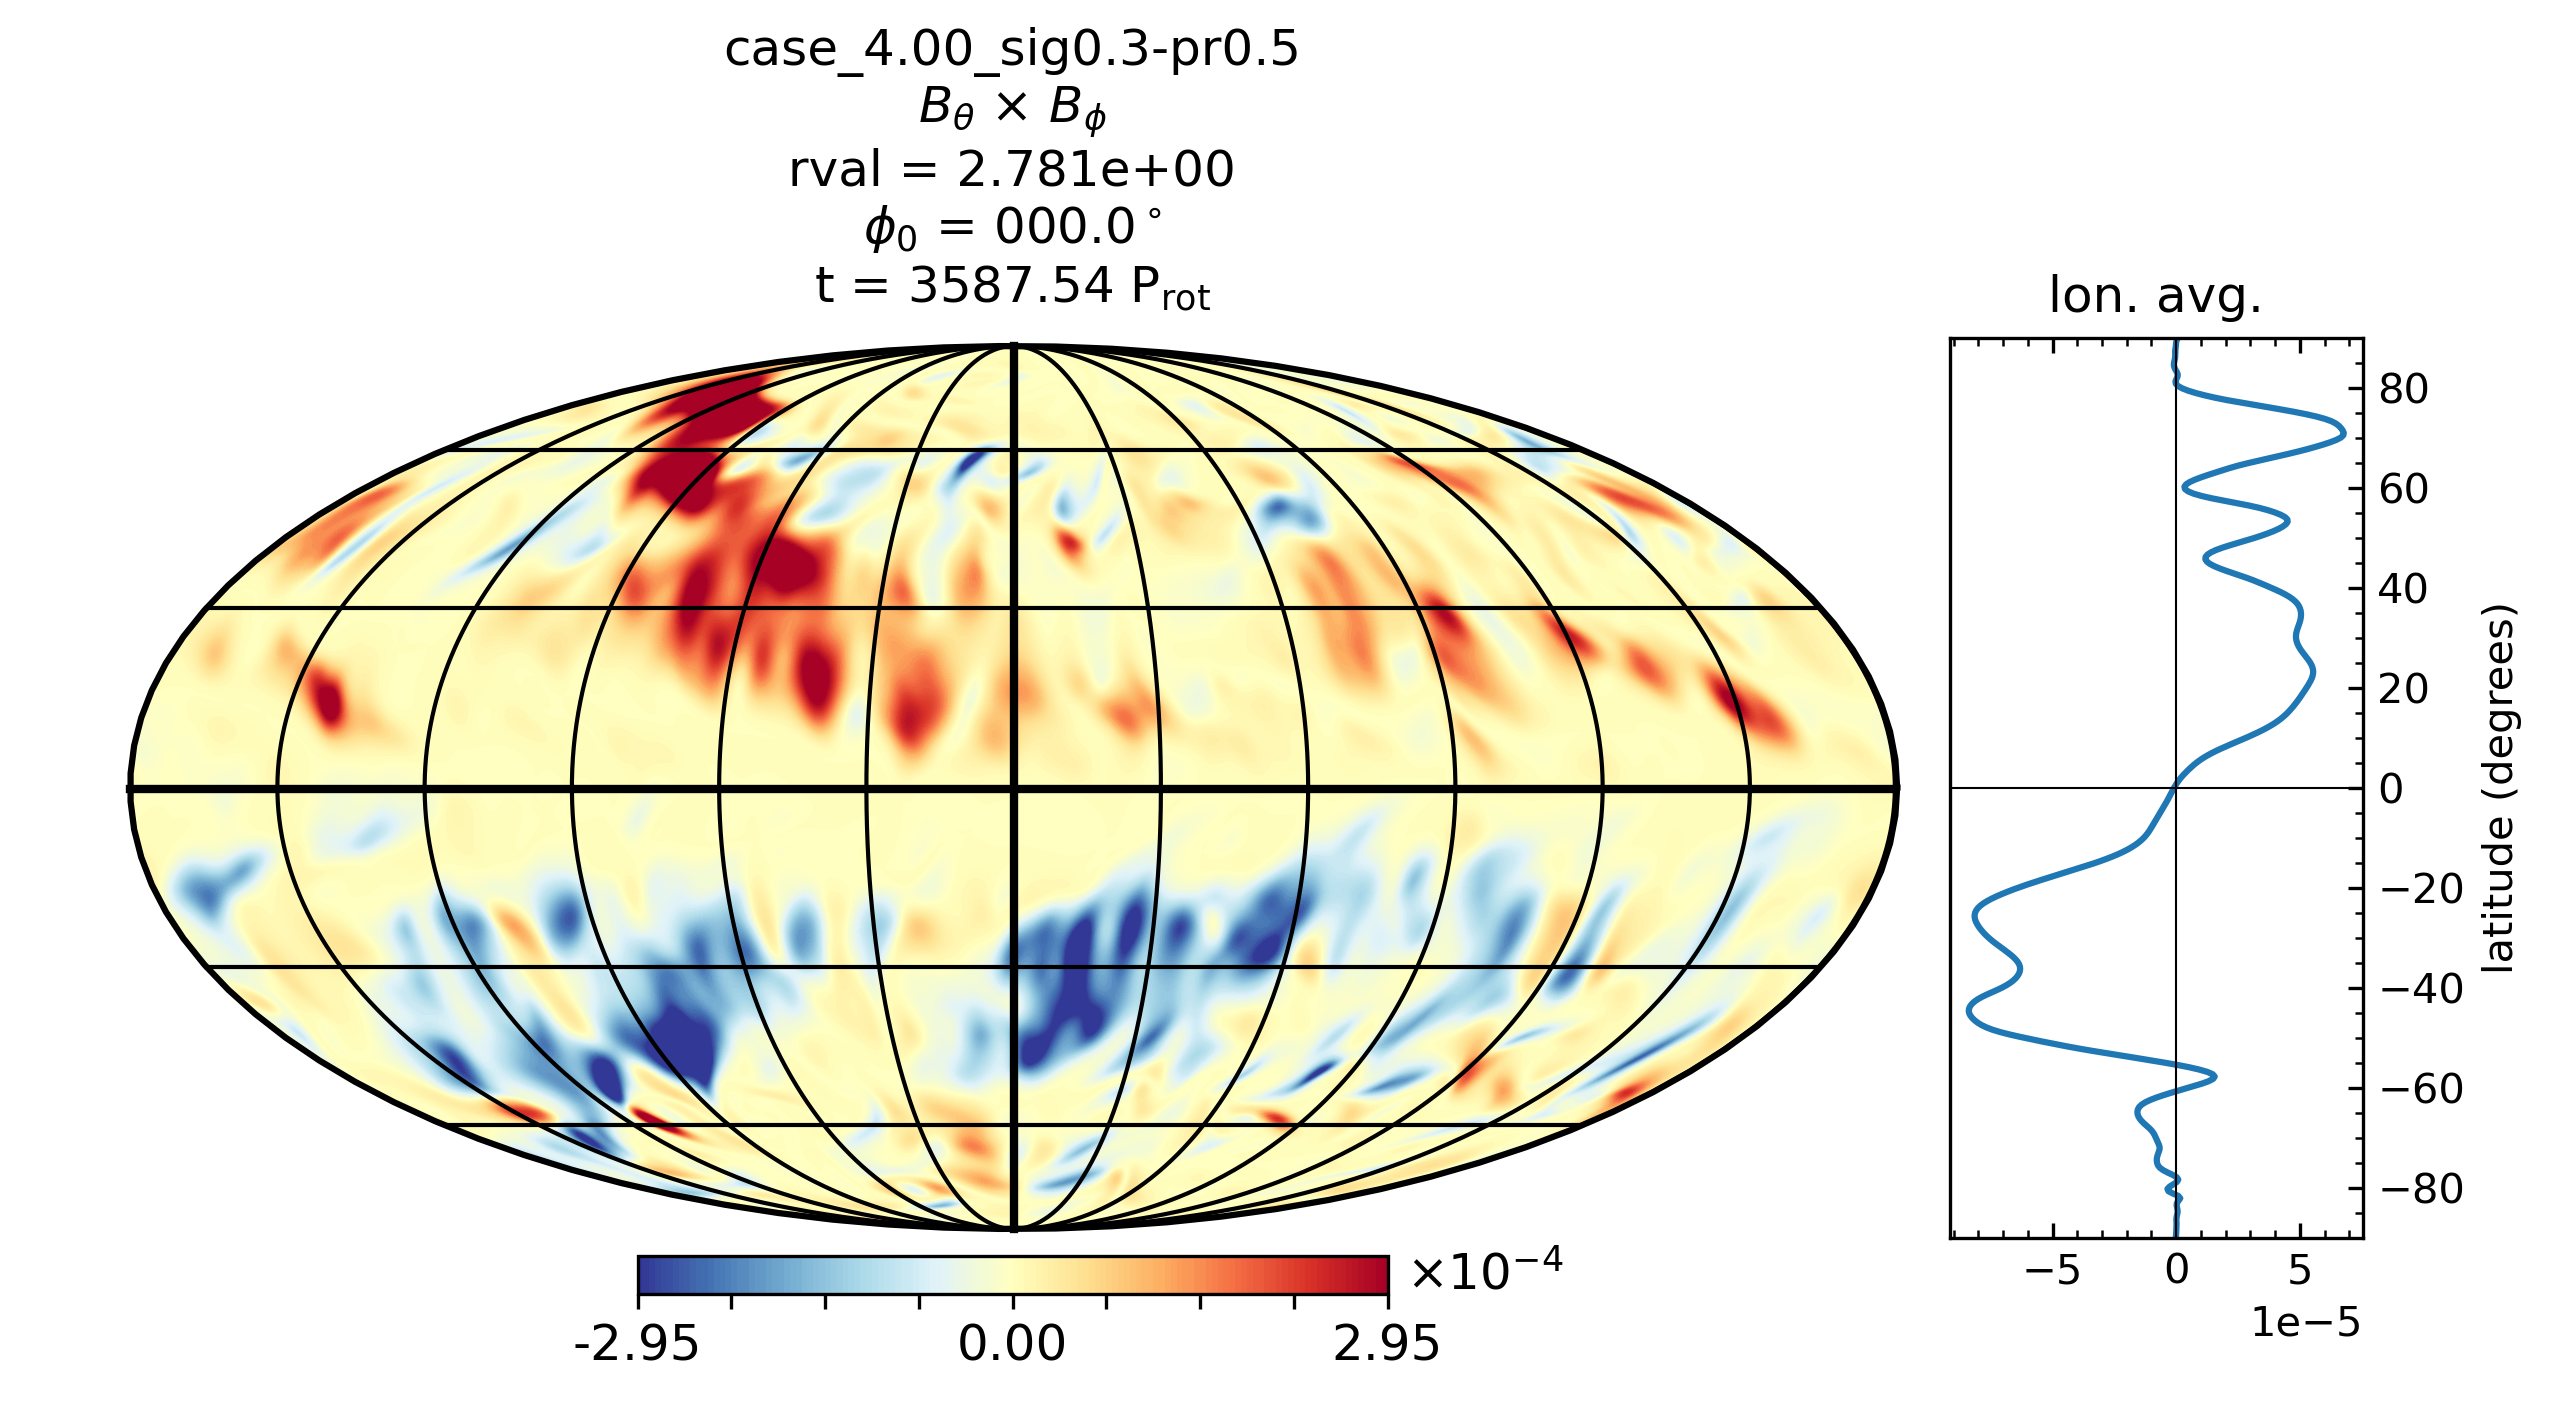 case_4.00_sig0.3-pr0.5
B_θ × B_ϕ
rval = 2.781e+00
ϕ_0 = 000.0°
t = 3587.54 P_rot
lon. avg.
80
60
40
20
0
−20
−40
−60
−80
latitude (degrees)
−5 0 5
1e−5
×10⁻⁴
-2.95 0.00 2.95